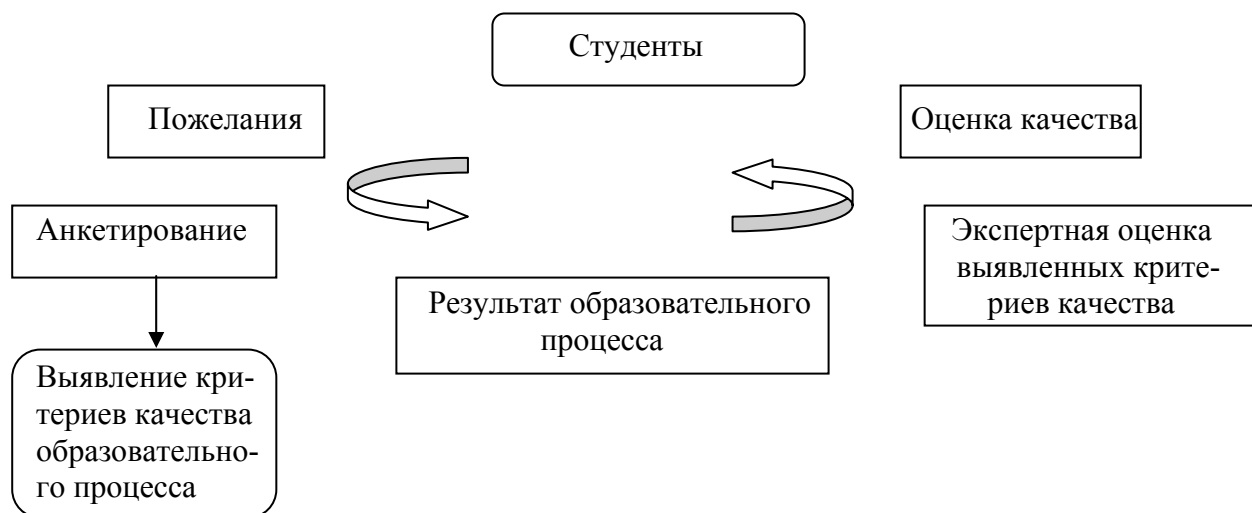 Студенты
Пожелания
Оценка качества
Анкетирование
Экспертная оценка
выявленных крите-
риев качества
Результат образовательного
процесса
Выявление кри-
териев качества
образовательно-
го процесса